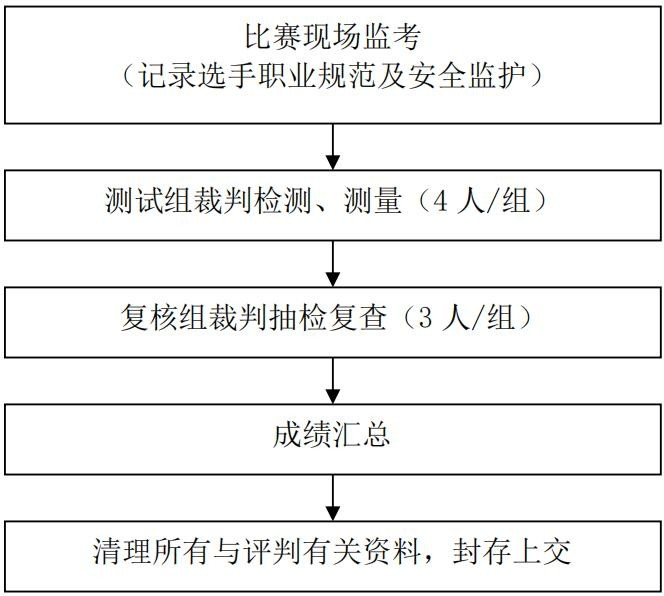 比赛现场监考
（记录选手职业规范及安全监护）
测试组裁判检测、测量（4 人/组）
复核组裁判抽检复查（3 人/组）
成绩汇总
清理所有与评判有关资料，封存上交